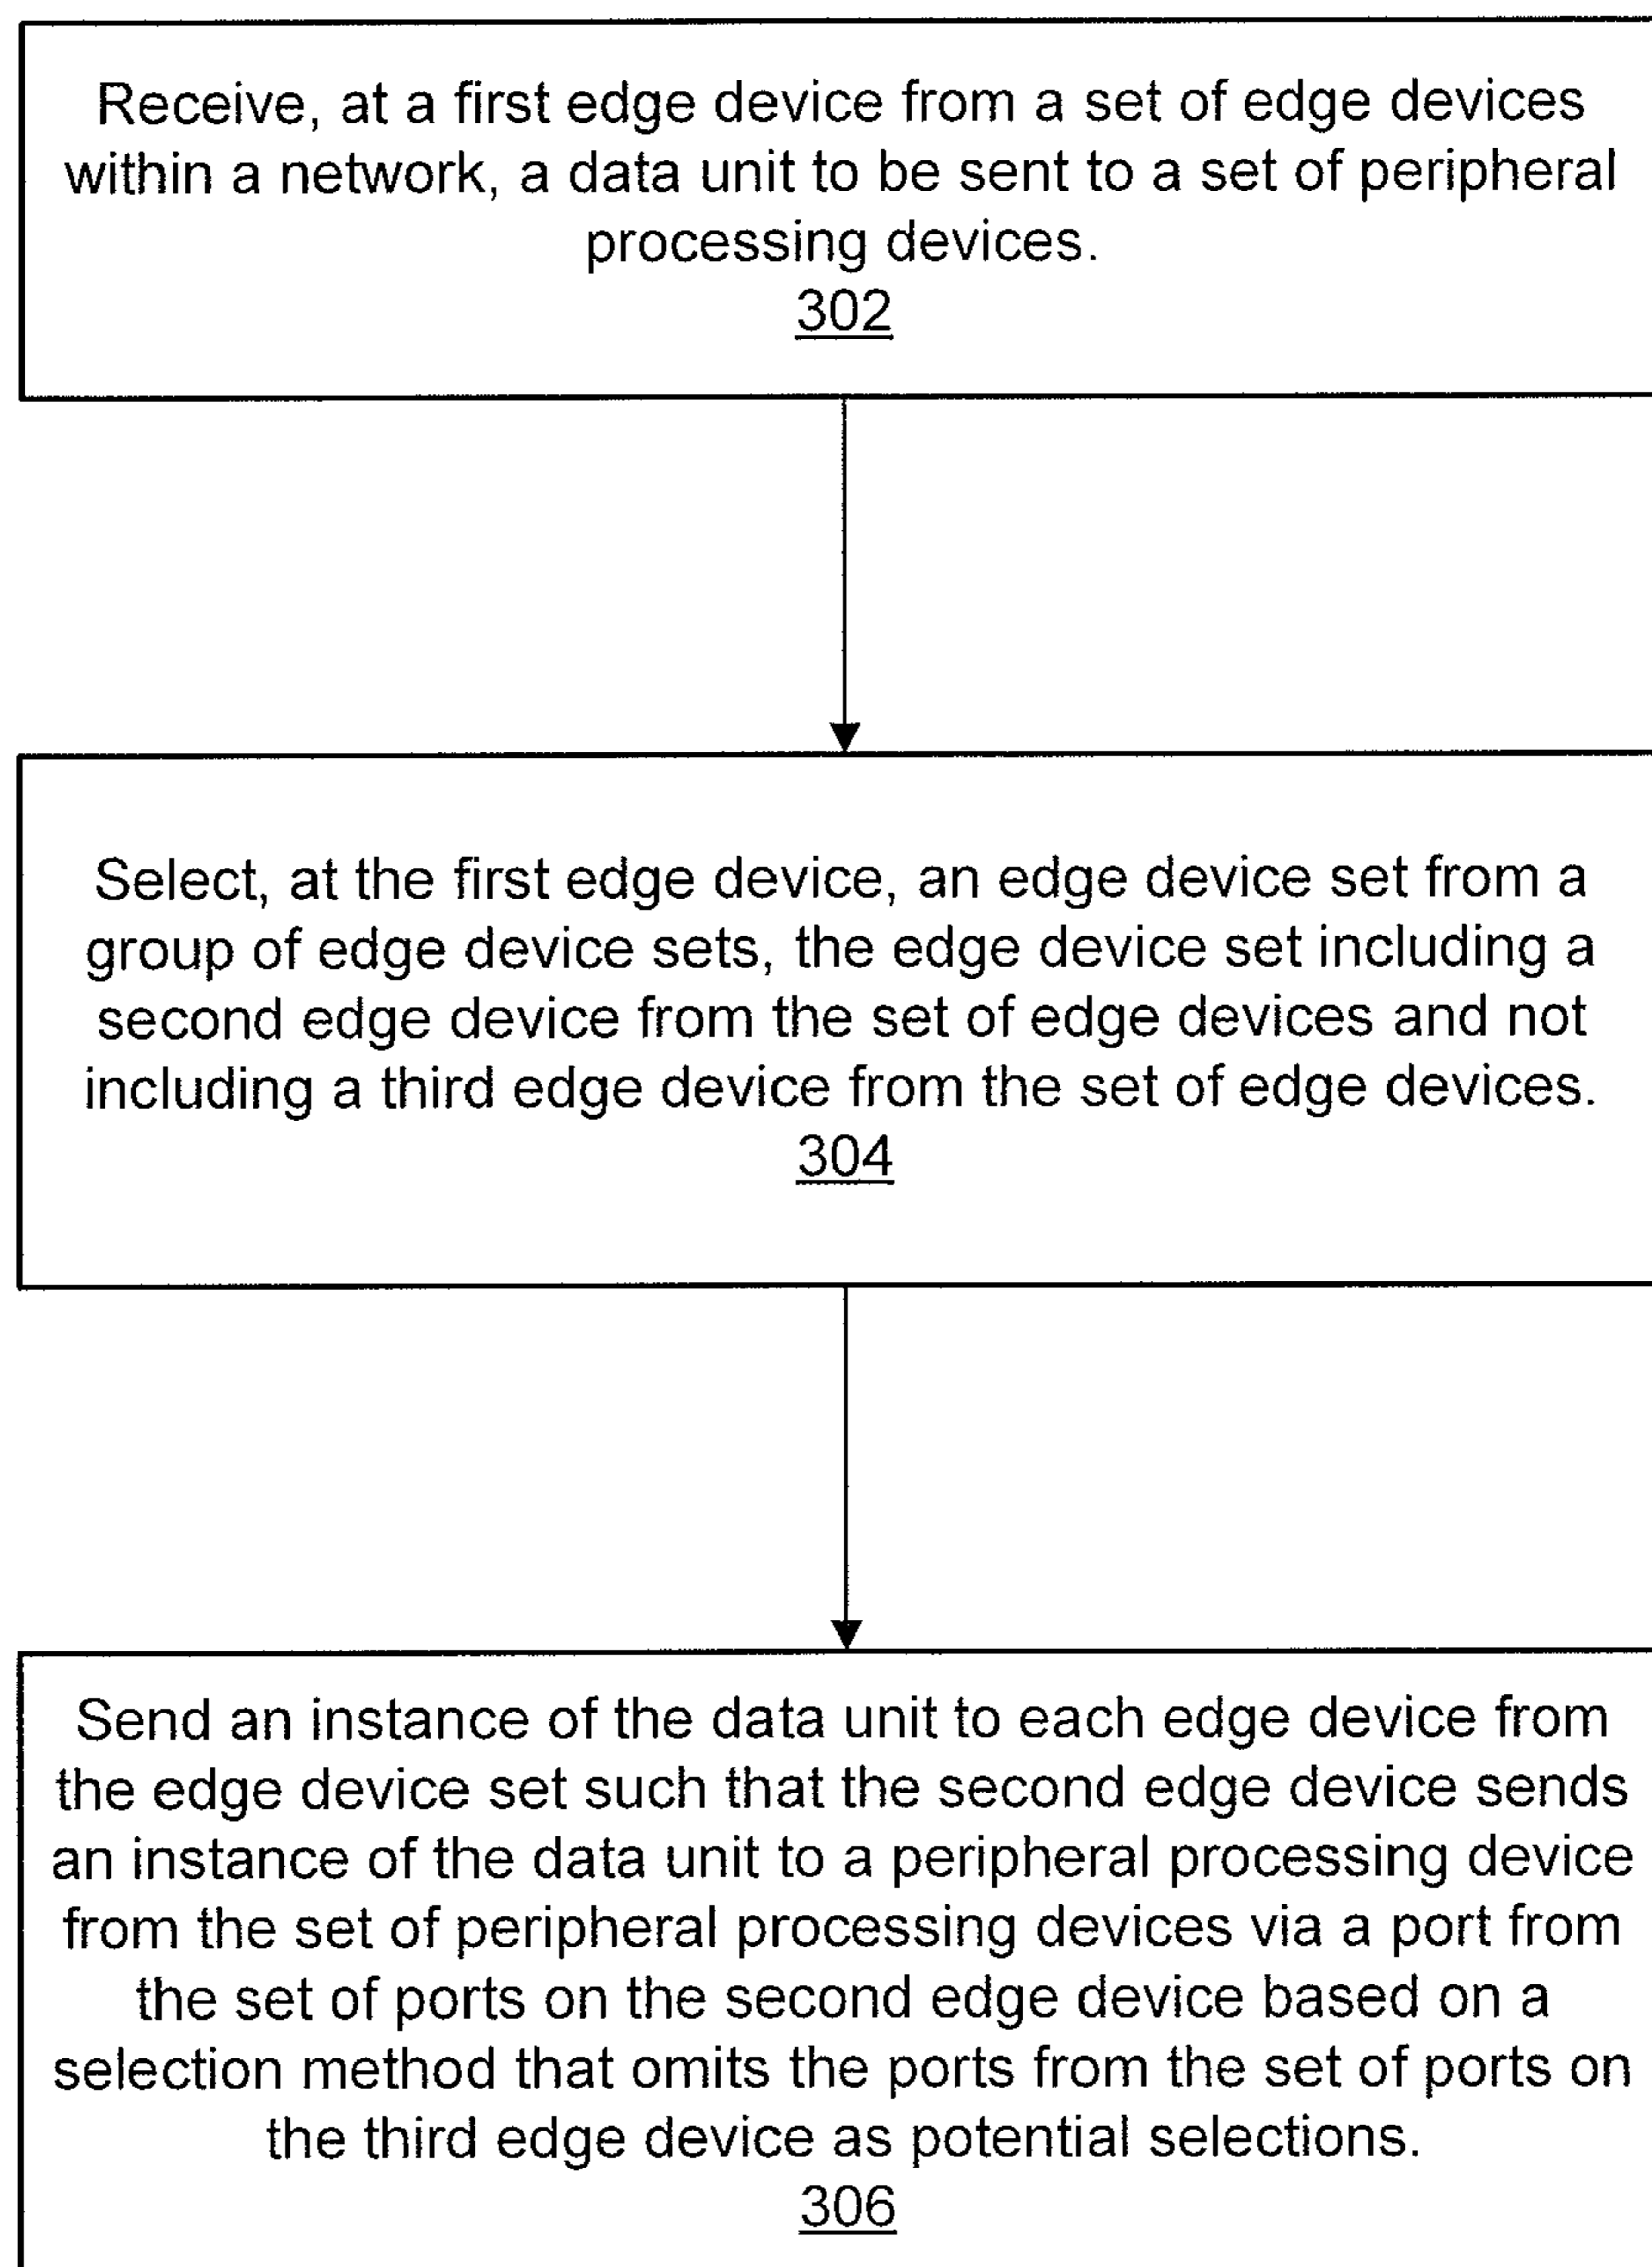 Receive, at a first edge device from a set of edge devices
within a network, a data unit to be sent to a set of peripheral
processing devices.
302
Select, at the first edge device, an edge device set from a
group of edge device sets, the edge device set including a
second edge device from the set of edge devices and not
including a third edge device from the set of edge devices.
304
Send an instance of the data unit to each edge device from
the edge device set such that the second edge device sends
an instance of the data unit to a peripheral processing device
from the set of peripheral processing devices via a port from
the set of ports on the second edge device based on a
selection method that omits the ports from the set of ports on
the third edge device as potential selections.
306